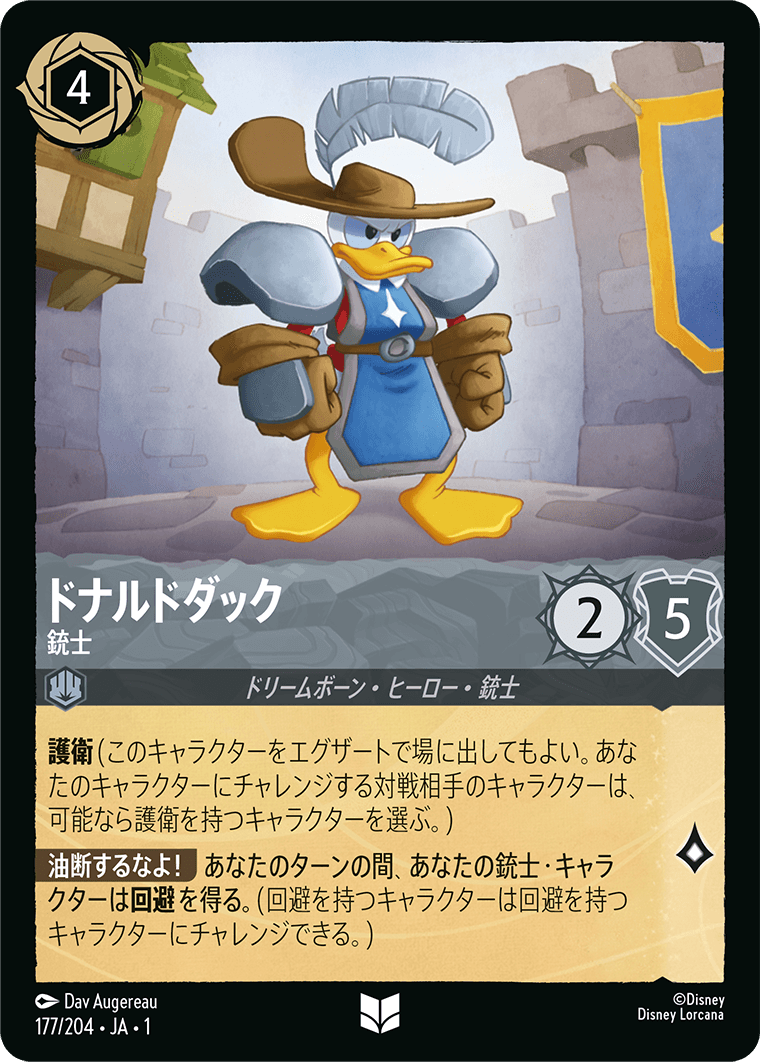 4
ドナルドダック
銃士
2
5
ドリームボーン・ヒーロー・銃士
護衛(このキャラクターをエグザートで場に出してもよい。あな
たのキャラクターにチャレンジする対戦相手のキャラクターは、
可能なら護衛を持つキャラクターを選ぶ。)
油断するなよ! あなたのターンの間、あなたの銃士・キャラ
クターは回避を得る。(回避を持つキャラクターは回避を持つ
キャラクターにチャレンジできる。)
Dav Augereau
177/204・JA・1
©Disney
Disney Lorcana